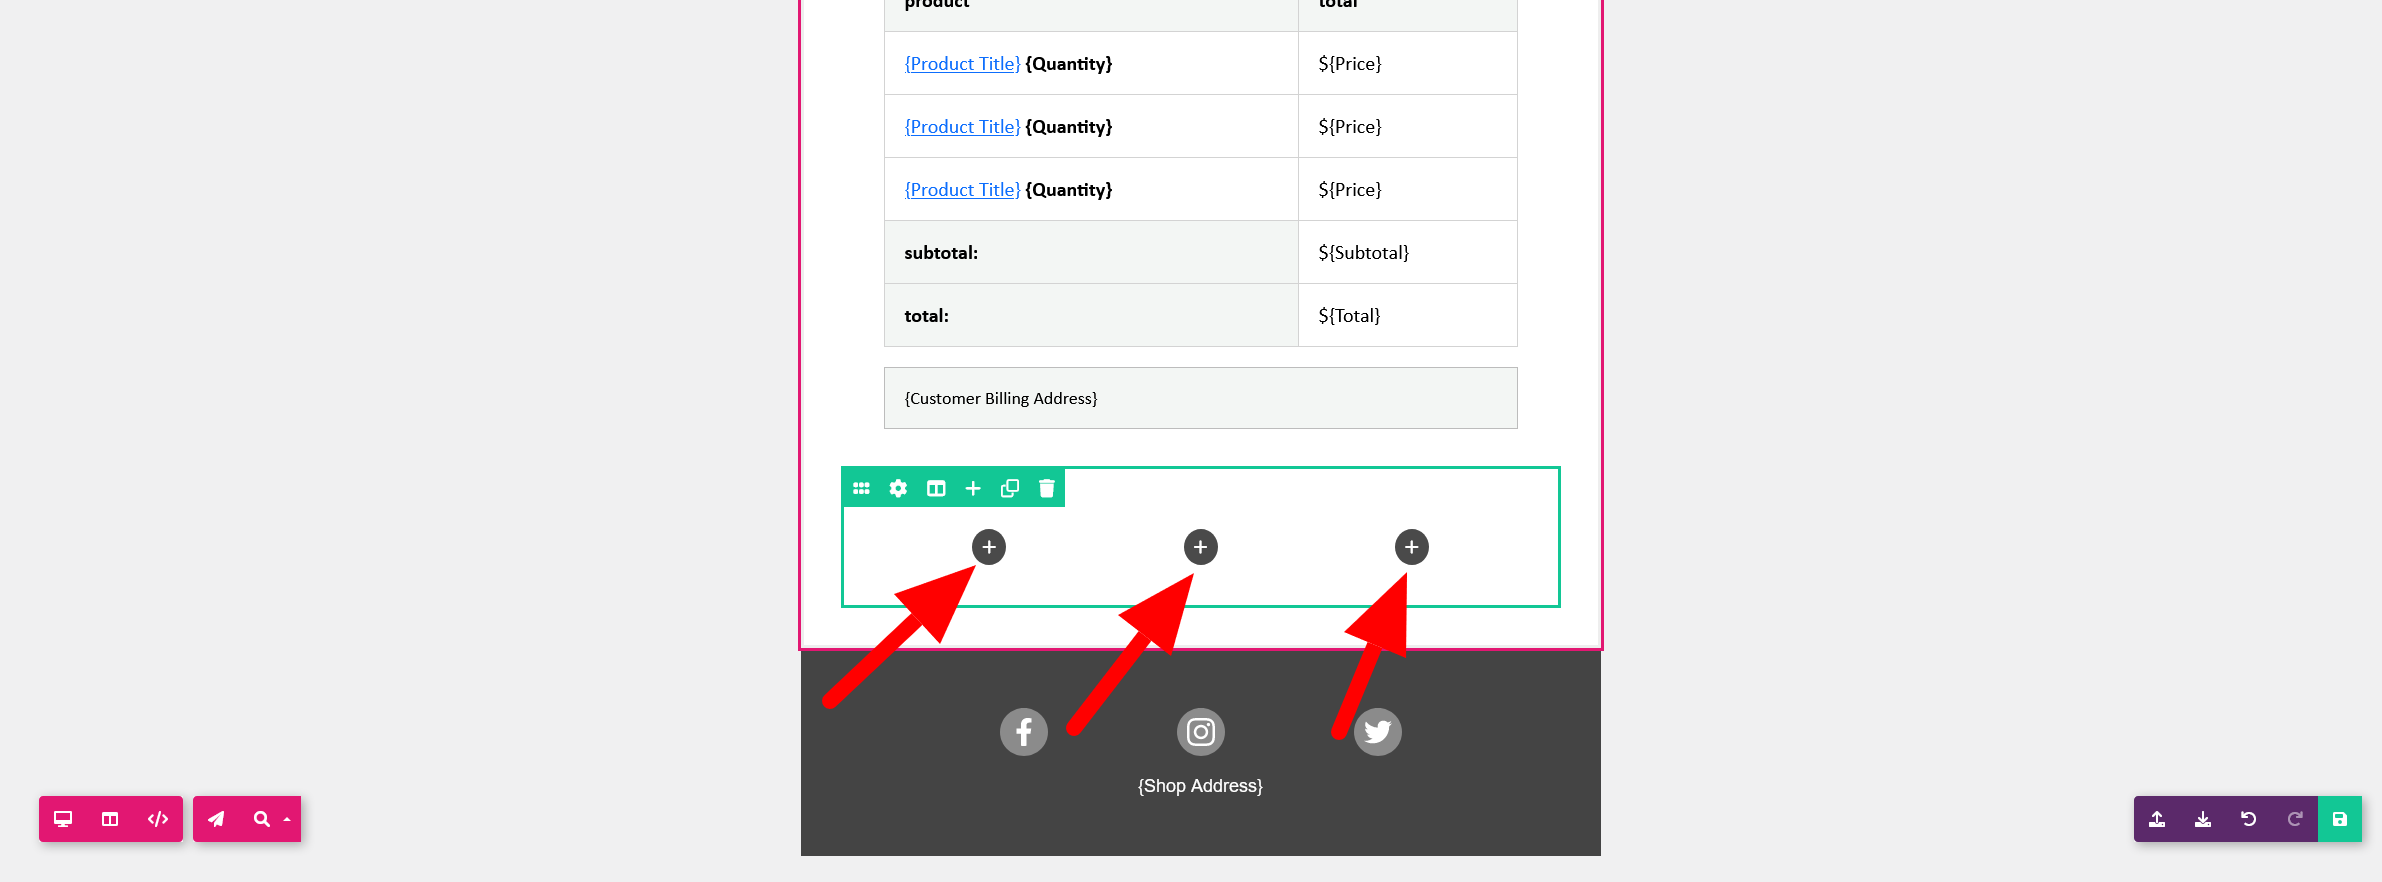 product total
{Product Title} {Quantity} ${Price}
{Product Title} {Quantity} ${Price}
{Product Title} {Quantity} ${Price}
subtotal: ${Subtotal}
total: ${Total}
{Customer Billing Address}
{Shop Address}